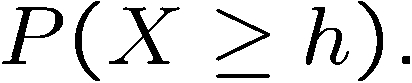 P(X ≥ h).